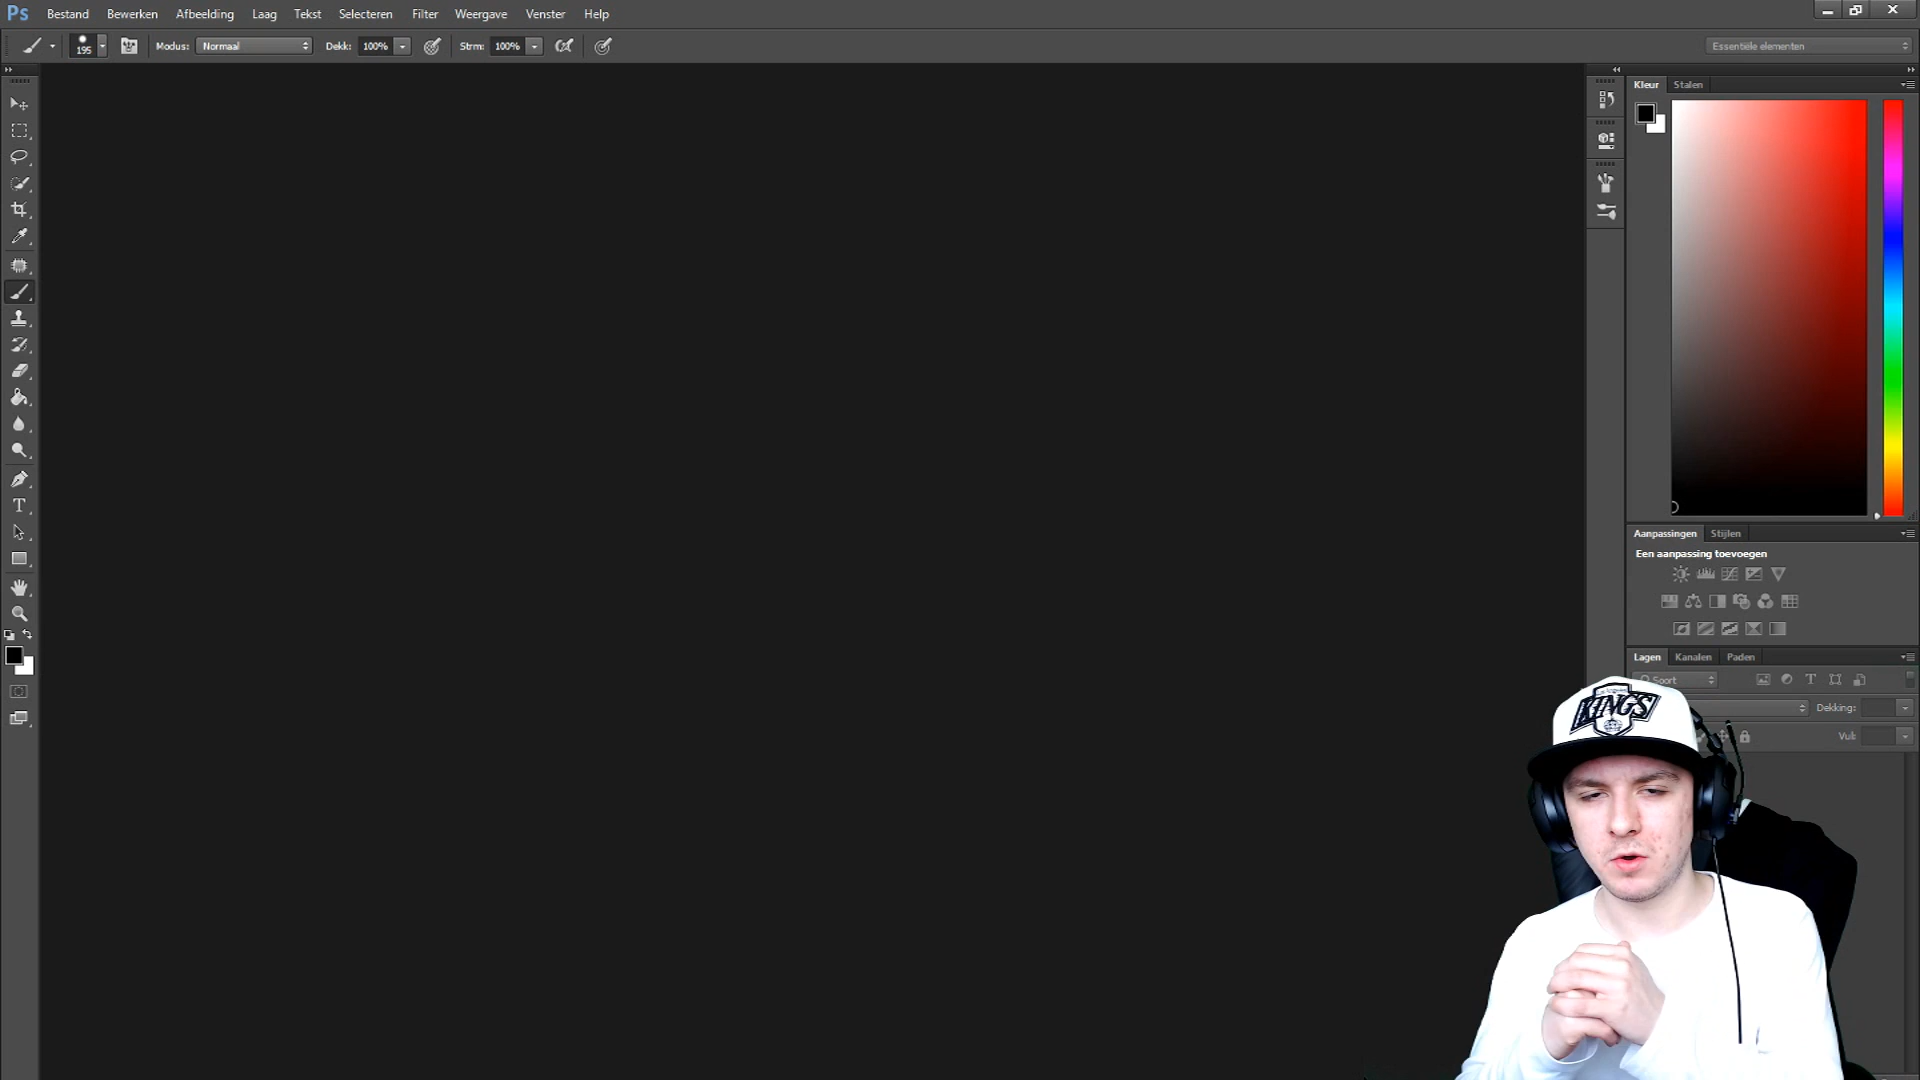 Ps Bestand Bewerken Afbeelding Laag Tekst Selecteren Filter Weergave Venster Help
195 Modus: Normaal Dekk: 100% Strm: 100% Essentiële elementen
Kleur Stalen
Aanpassingen Stijlen
Een aanpassing toevoegen
Lagen Kanalen Paden
Soort
Dekking:
Vul:
KINGS